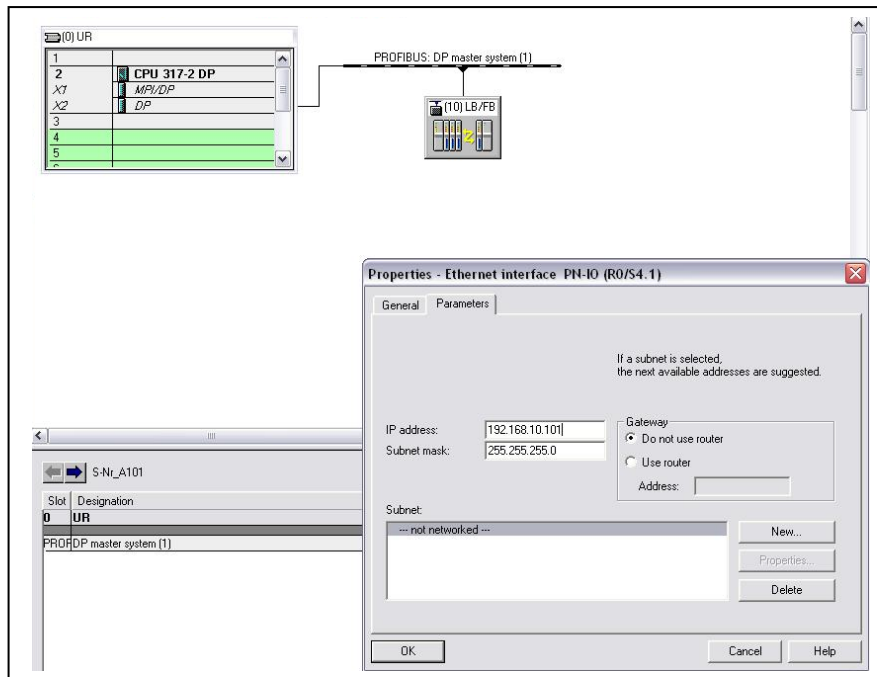 (0) UR
1
2 CPU 317-2 DP
X1 MPI/DP
X2 DP
3
4
5
PROFIBUS: DP master system (1)
(10) LB/FB
Properties - Ethernet interface PN-IO (R0/S4.1)
General Parameters
If a subnet is selected,
the next available addresses are suggested.
IP address: 192.168.10.101
Subnet mask: 255.255.255.0
Gateway
Do not use router
Use router
Address:
Subnet:
--- not networked ---
New...
Properties...
Delete
OK Cancel Help
S-Nr_A101
Slot Designation
0 UR
PROF DP master system (1)